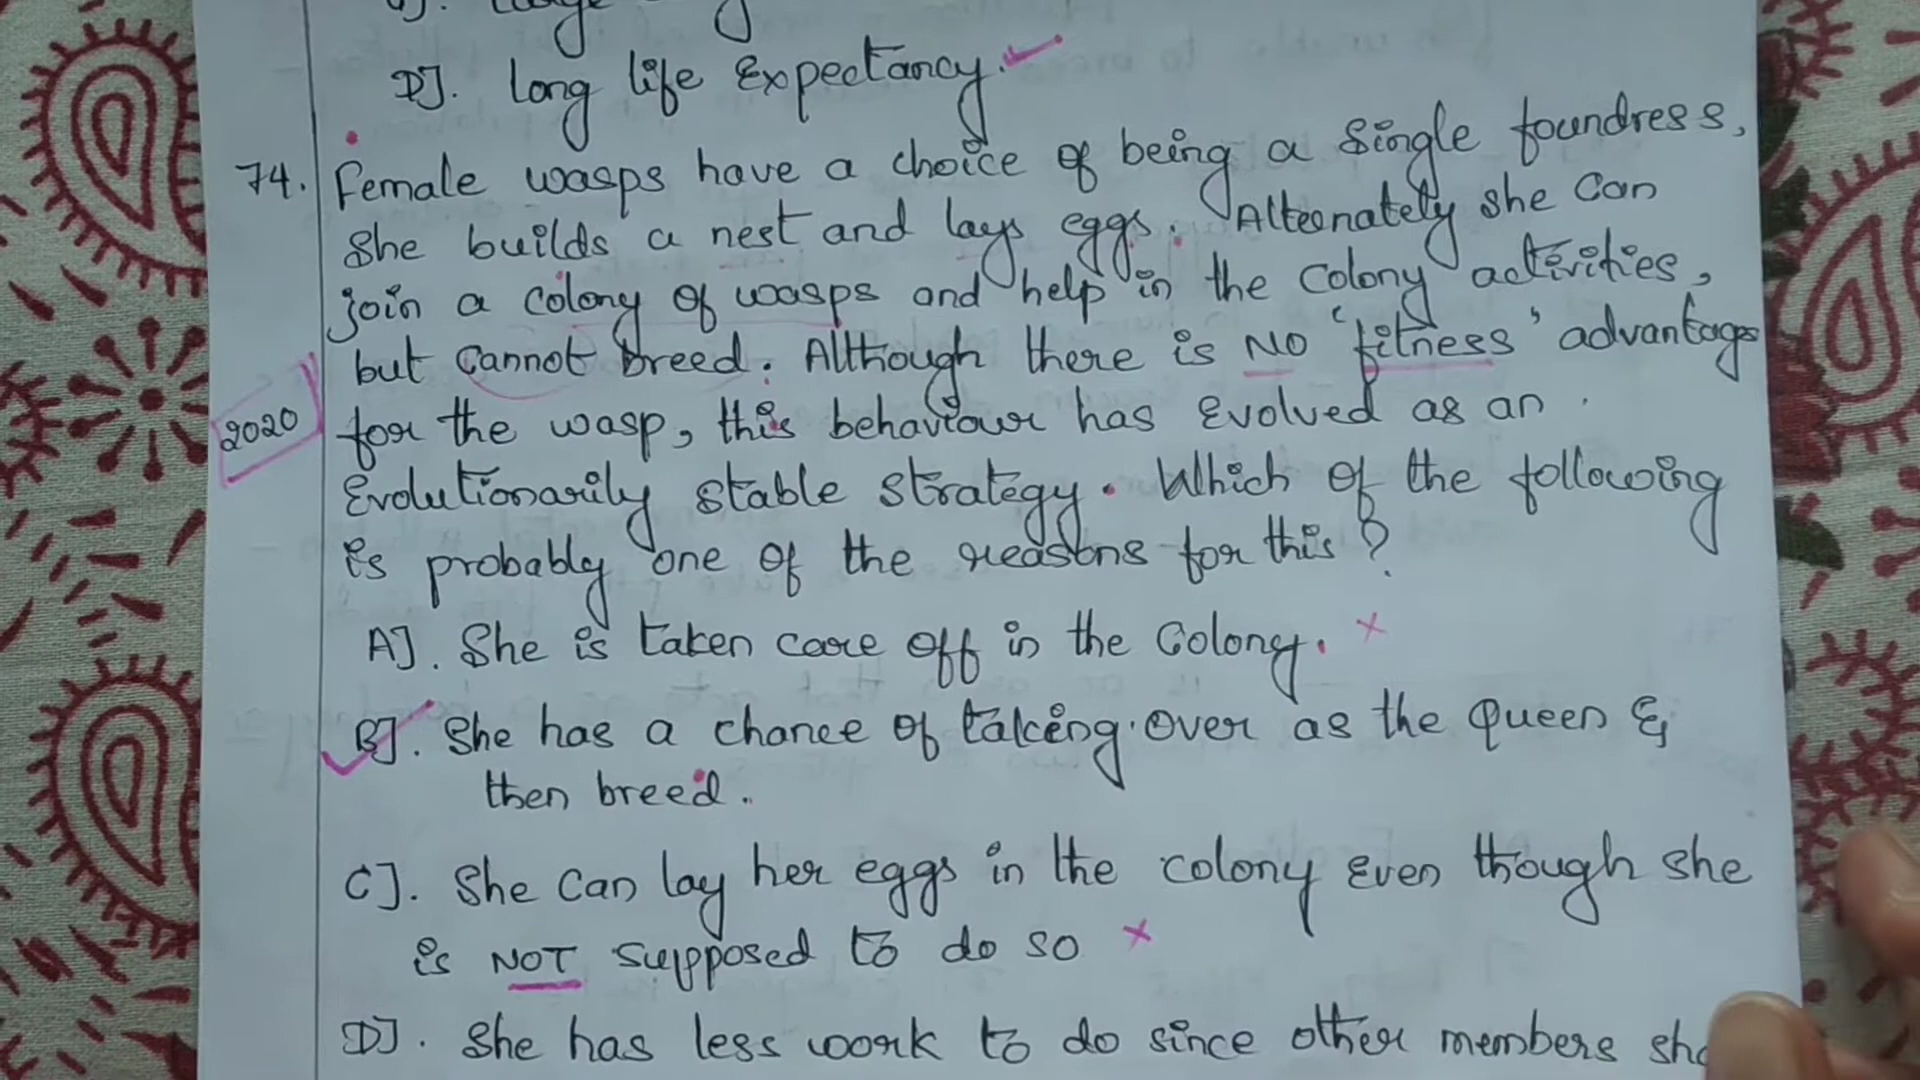 D]. Long life Expectancy.
74. Female wasps have a choice of being a single foundress,
She builds a nest and lays eggs. Alternately she can
join a colony of wasps and help in the colony activities,
but cannot breed. Although there is NO 'fitness' advantage
2020 for the wasp, this behaviour has Evolved as an
Evolutionarily stable strategy. Which of the following
is probably one of the reasons for this?
A]. She is taken care off in the Colony.
B]. She has a chance of taking over as the Queen &
then breed.
C]. She can lay her eggs in the colony Even though she
is NOT supposed to do so
D]. She has less work to do since other members